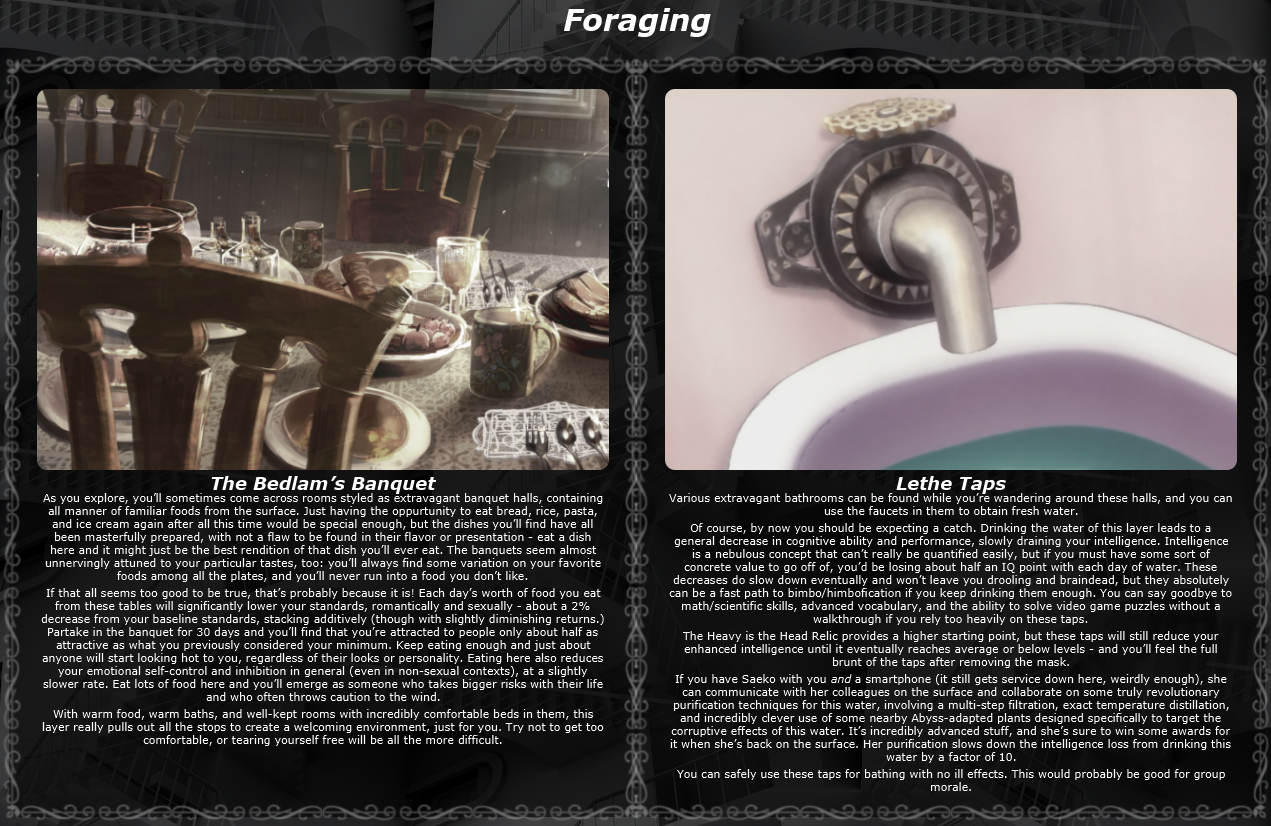 Foraging
The Bedlam's Banquet
As you explore, you'll sometimes come across rooms styled as extravagant banquet halls, containing
all manner of familiar foods from the surface. Just having the oppurtunity to eat bread, rice, pasta,
and ice cream again after all this time would be special enough, but the dishes you'll find have all
been masterfully prepared, with not a flaw to be found in their flavor or presentation - eat a dish
here and it might just be the best rendition of that dish you'll ever eat. The banquets seem almost
unnervingly attuned to your particular tastes, too: you'll always find some variation on your favorite
foods among all the plates, and you'll never run into a food you don't like.
If that all seems too good to be true, that's probably because it is! Each day's worth of food you eat
from these tables will significantly lower your standards, romantically and sexually - about a 2%
decrease from your baseline standards, stacking additively (though with slightly diminishing returns.)
Partake in the banquet for 30 days and you'll find that you're attracted to people only about half as
attractive as what you previously considered your minimum. Keep eating enough and just about
anyone will start looking hot to you, regardless of their looks or personality. Eating here also reduces
your emotional self-control and inhibition in general (even in non-sexual contexts), at a slightly
slower rate. Eat lots of food here and you'll emerge as someone who takes bigger risks with their life
and who often throws caution to the wind.
With warm food, warm baths, and well-kept rooms with incredibly comfortable beds in them, this
layer really pulls out all the stops to create a welcoming environment, just for you. Try not to get too
comfortable, or tearing yourself free will be all the more difficult.
Lethe Taps
Various extravagant bathrooms can be found while you're wandering around these halls, and you can
use the faucets in them to obtain fresh water.
Of course, by now you should be expecting a catch. Drinking the water of this layer leads to a
general decrease in cognitive ability and performance, slowly draining your intelligence. Intelligence
is a nebulous concept that can't really be quantified easily, but if you must have some sort of
concrete value to go off of, you'd be losing about half an IQ point with each day of water. These
decreases do slow down eventually and won't leave you drooling and braindead, but they absolutely
can be a fast path to bimbo/himbofication if you keep drinking them enough. You can say goodbye to
math/scientific skills, advanced vocabulary, and the ability to solve video game puzzles without a
walkthrough if you rely too heavily on these taps.
The Heavy is the Head Relic provides a higher starting point, but these taps will still reduce your
enhanced intelligence until it eventually reaches average or below levels - and you'll feel the full
brunt of the taps after removing the mask.
If you have Saeko with you and a smartphone (it still gets service down here, weirdly enough), she
can communicate with her colleagues on the surface and collaborate on some truly revolutionary
purification techniques for this water, involving a multi-step filtration, exact temperature distillation,
and incredibly clever use of some nearby Abyss-adapted plants designed specifically to target the
corruptive effects of this water. It's incredibly advanced stuff, and she's sure to win some awards for
it when she's back on the surface. Her purification slows down the intelligence loss from drinking this
water by a factor of 10.
You can safely use these taps for bathing with no ill effects. This would probably be good for group
morale.